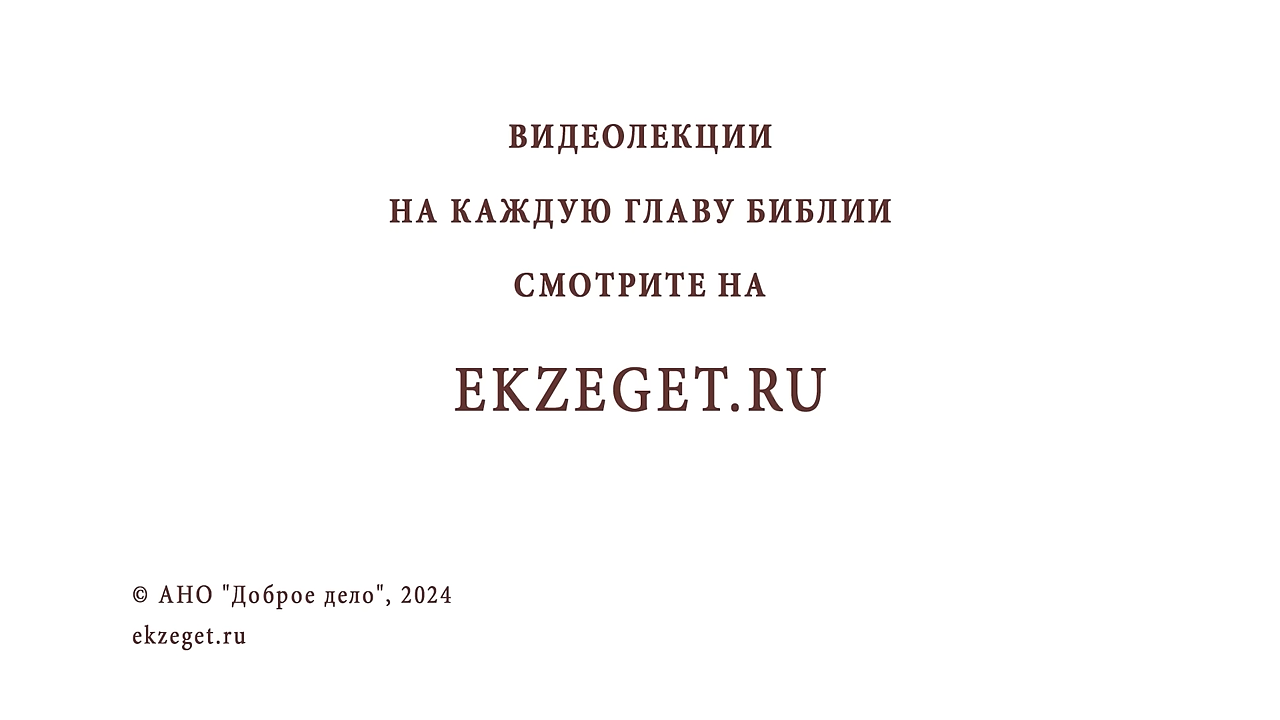 ВИДЕОЛЕКЦИИ
НА КАЖДУЮ ГЛАВУ БИБЛИИ
СМОТРИТЕ НА
EKZEGET.RU
© АНО "Доброе дело", 2024
ekzeget.ru